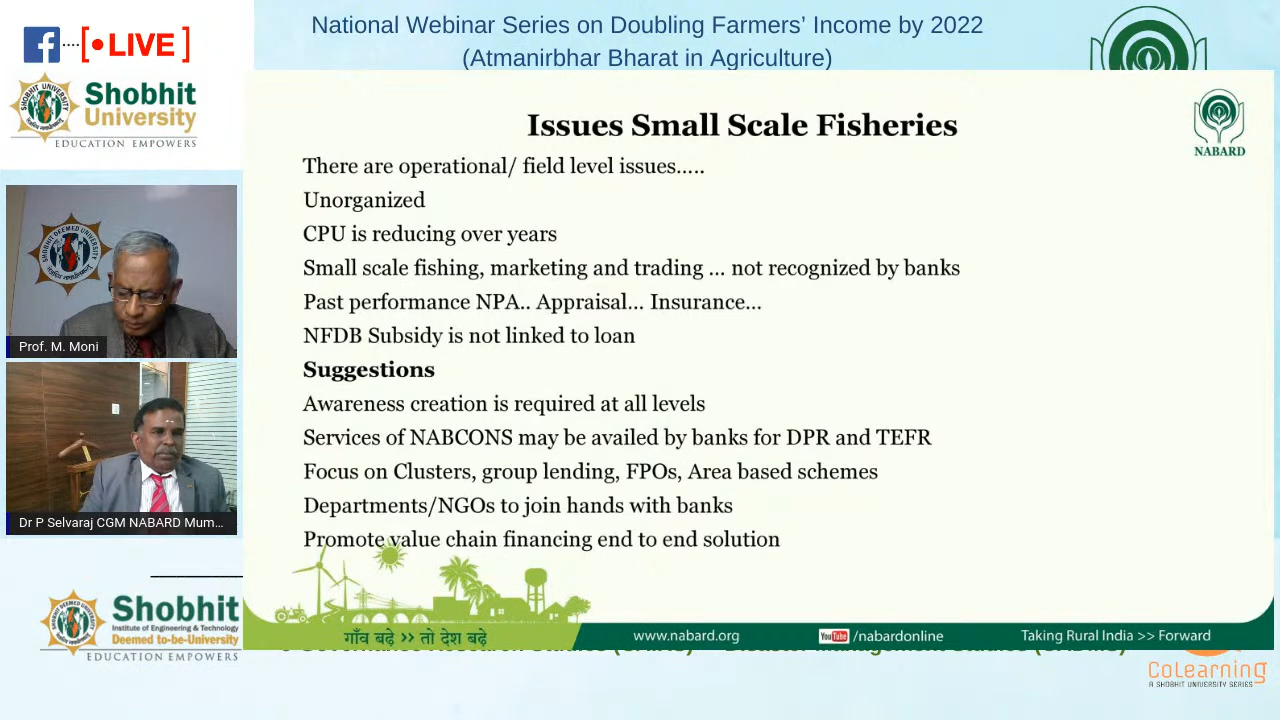 National Webinar Series on Doubling Farmers' Income by 2022
(Atmanirbhar Bharat in Agriculture)
f····[•LIVE]
Shobhit
University
EDUCATION EMPOWERS
NABARD
Issues Small Scale Fisheries
There are operational/ field level issues.....
Unorganized
CPU is reducing over years
Small scale fishing, marketing and trading ... not recognized by banks
Past performance NPA.. Appraisal... Insurance...
NFDB Subsidy is not linked to loan
Suggestions
Awareness creation is required at all levels
Services of NABCONS may be availed by banks for DPR and TEFR
Focus on Clusters, group lending, FPOs, Area based schemes
Departments/NGOs to join hands with banks
Promote value chain financing end to end solution
SHOBHIT DEEMED UNIVERSITY
Prof. M. Moni
Dr P Selvaraj CGM NABARD Mum...
Shobhit
Institute of Engineering & Technology
Deemed to-be-University
EDUCATION EMPOWERS
गाँव बढ़े >> तो देश बढ़े
www.nabard.org
YouTube /nabardonline
Taking Rural India >> Forward
CoLearning
A SHOBHIT UNIVERSITY SERIES